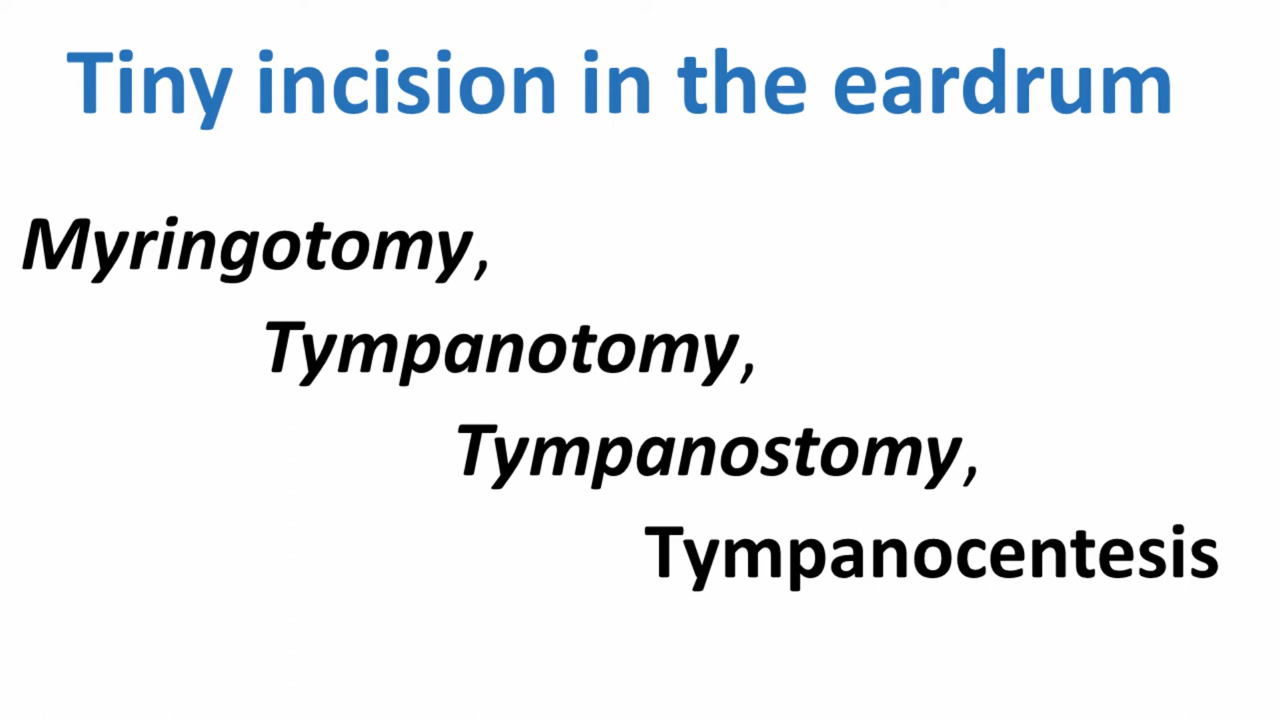 Tiny incision in the eardrum
Myringotomy,
Tympanotomy,
Tympanostomy,
Tympanocentesis